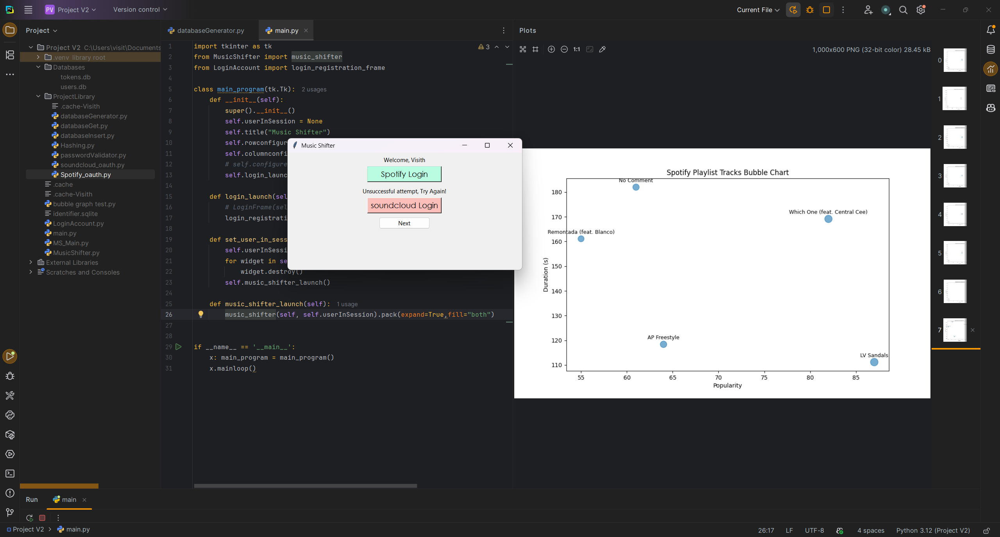 PV Project V2 Version control Current File
Project
databaseGenerator.py main.py
Plots
Project V2 C:\Users\visit\Documents
.venv library root
Databases
tokens.db
users.db
ProjectLibrary
.cache-Visith
databaseGenerator.py
databaseGet.py
databaseInsert.py
Hashing.py
passwordValidator.py
soundcloud_oauth.py
Spotify_oauth.py
.cache
.cache-Visith
bubble graph test.py
identifier.sqlite
LoginAccount.py
main.py
MS_Main.py
MusicShifter.py
External Libraries
Scratches and Consoles
3
1 import tkinter as tk
2 from MusicShifter import music_shifter
3 from LoginAccount import login_registration_frame
4
5 class main_program(tk.Tk): 2 usages
6 def __init__(self):
7 super().__init__()
8 self.userInSession = None
9 self.title("Music Shifter")
10 self.rowconfigur
11 self.columnconfi
12 # self.configure
13 self.login_launc
14
15 def login_launch(sel
16 # LoginFrame(sel
17 login_registrati
18
19 def set_user_in_sess
20 self.userInSessi
21 for widget in se
22 widget.destroy()
23 self.music_shifter_launch()
24
25 def music_shifter_launch(self): 1 usage
26 music_shifter(self, self.userInSession).pack(expand=True,fill="both")
27
28
29 if __name__ == '__main__':
30 x: main_program = main_program()
31 x.mainloop()
Music Shifter
Welcome, Visith
Spotify Login
Unsuccessful attempt, Try Again!
soundcloud Login
Next
1:1 1,000x600 PNG (32-bit color) 28.45 kB
Spotify Playlist Tracks Bubble Chart
No Comment
180
Which One (feat. Central Cee)
170
Remontada (feat. Blanco)
160
150
Duration (s)
140
130
AP Freestyle
120
LV Sandals
110
55 60 65 70 75 80 85
Popularity
0
1
2
3
4
5
6
7
Run main
Project V2 main.py
26:17 LF UTF-8 4 spaces Python 3.12 (Project V2)